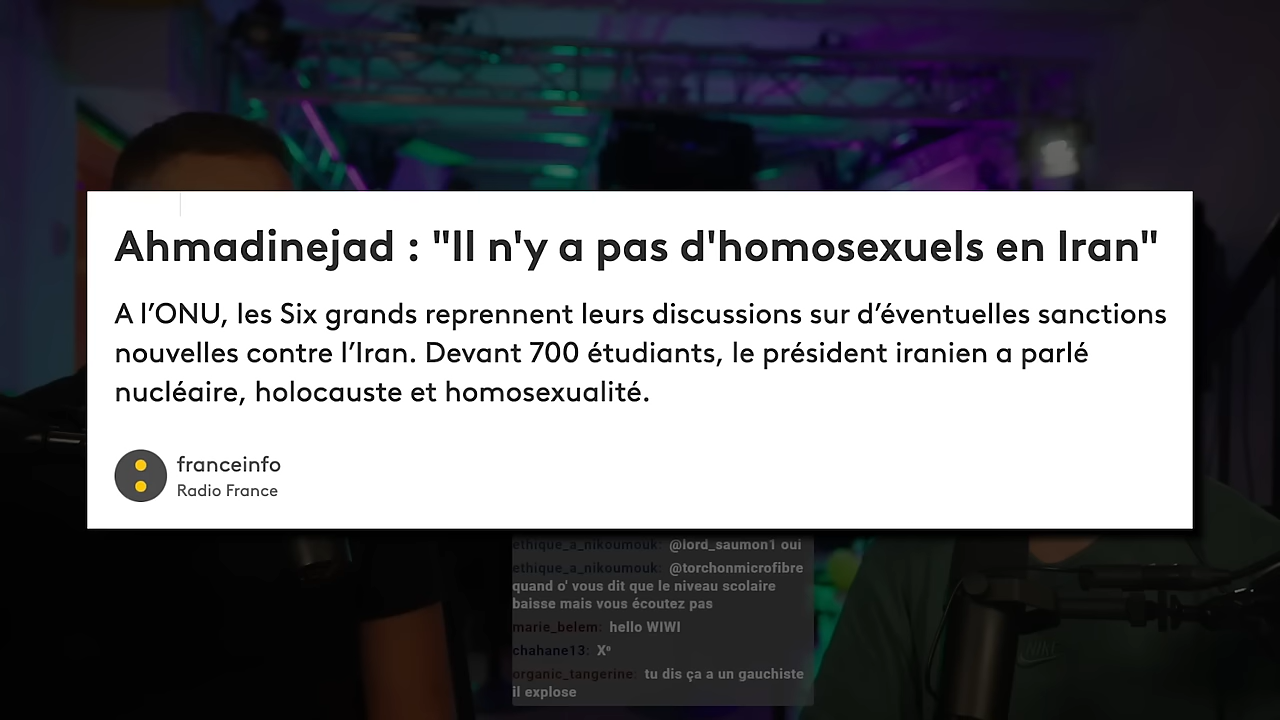 Ahmadinejad : "Il n'y a pas d'homosexuels en Iran"
A l’ONU, les Six grands reprennent leurs discussions sur d’éventuelles sanctions
nouvelles contre l’Iran. Devant 700 étudiants, le président iranien a parlé
nucléaire, holocauste et homosexualité.
franceinfo
Radio France
ethique_a_nikoumouk: @lord_saumon1 oui
ethique_a_nikoumouk: @torchonmicrofibre
quand o' vous dit que le niveau scolaire
baisse mais vous écoutez pas
marie_belem: hello WIWI
chahane13: Xᵉ
organic_tangerine: tu dis ça a un gauchiste
il explose
NIKE